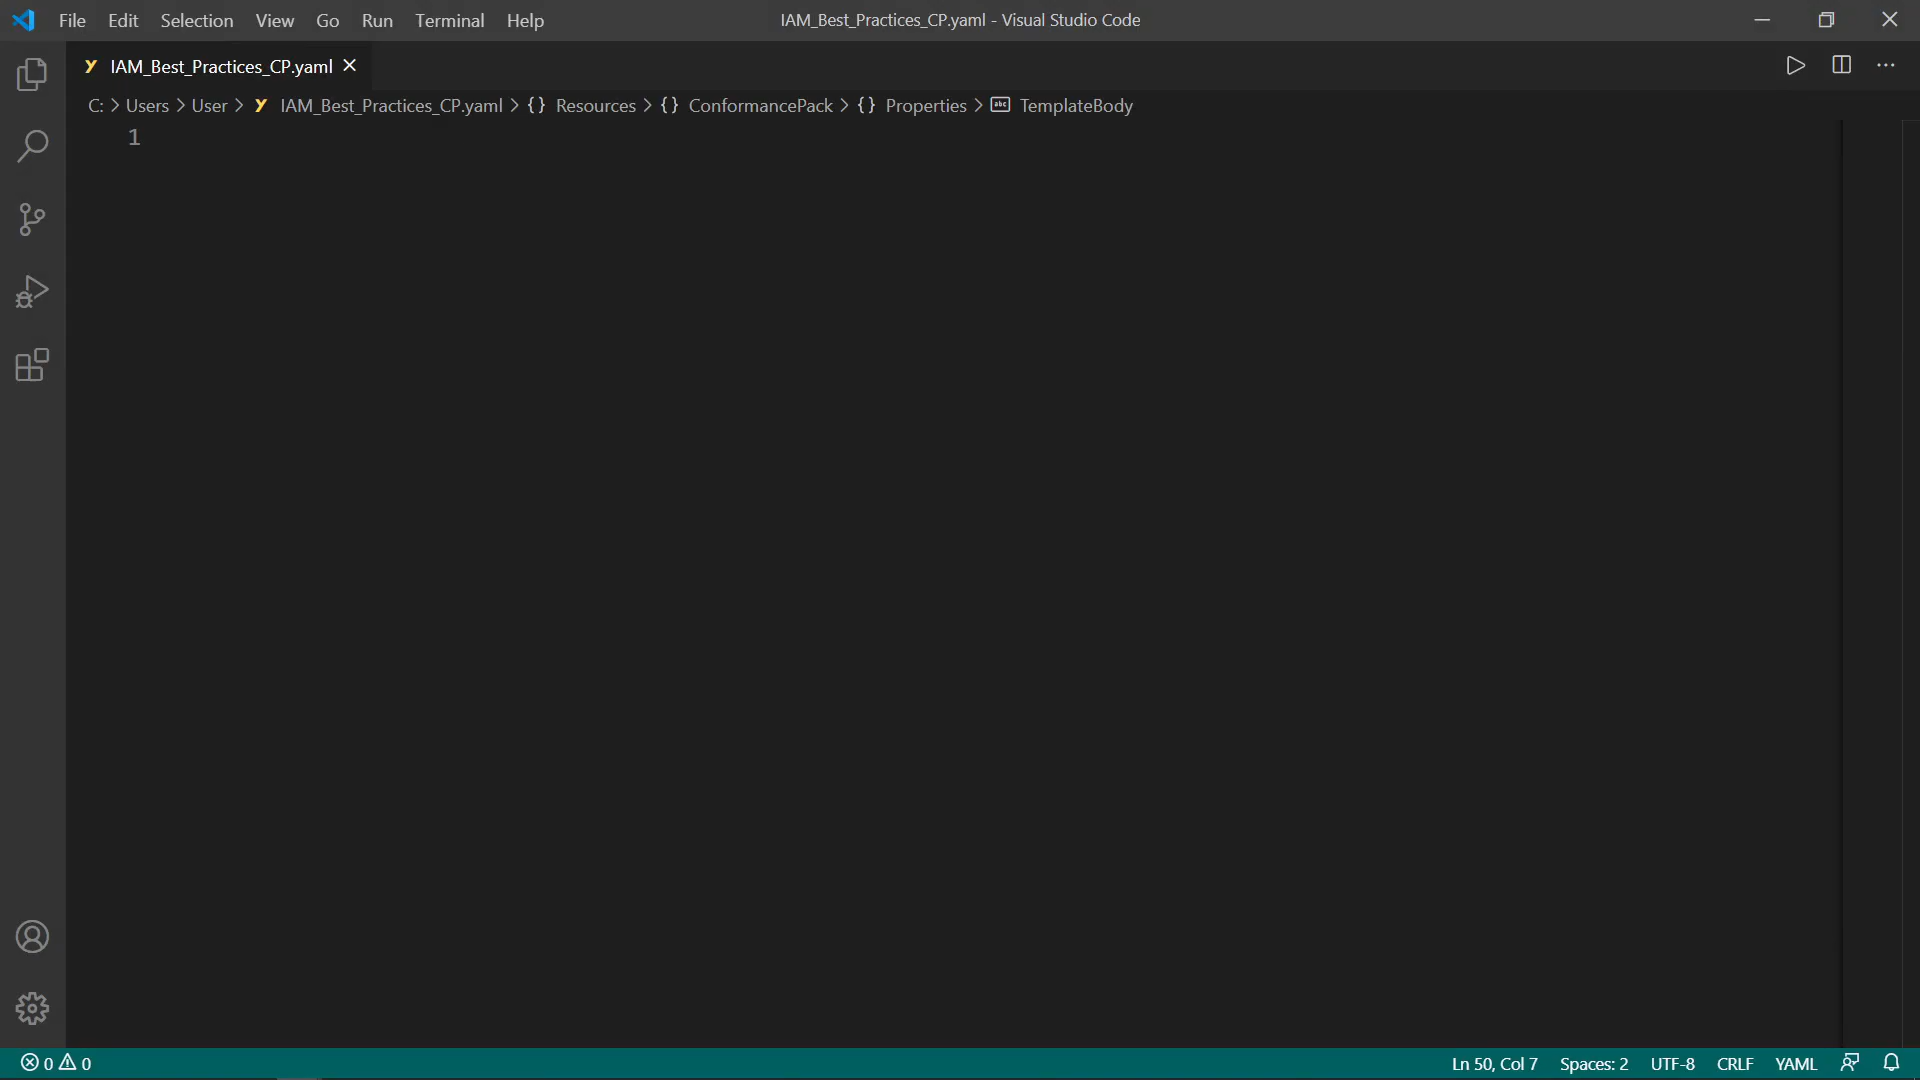 File Edit Selection View Go Run Terminal Help IAM_Best_Practices_CP.yaml - Visual Studio Code
IAM_Best_Practices_CP.yaml
C: > Users > User > IAM_Best_Practices_CP.yaml > {} Resources > {} ConformancePack > {} Properties > abc TemplateBody
1
0 0 Ln 50, Col 7 Spaces: 2 UTF-8 CRLF YAML